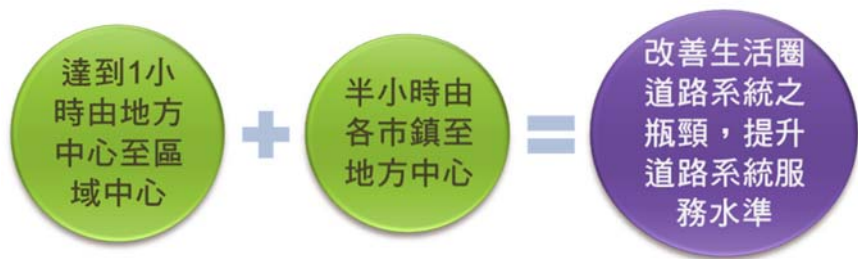 達到1小
時由地方
中心至區
域中心
+
半小時由
各市鎮至
地方中心
=
改善生活圈
道路系統之
瓶頸，提升
道路系統服
務水準